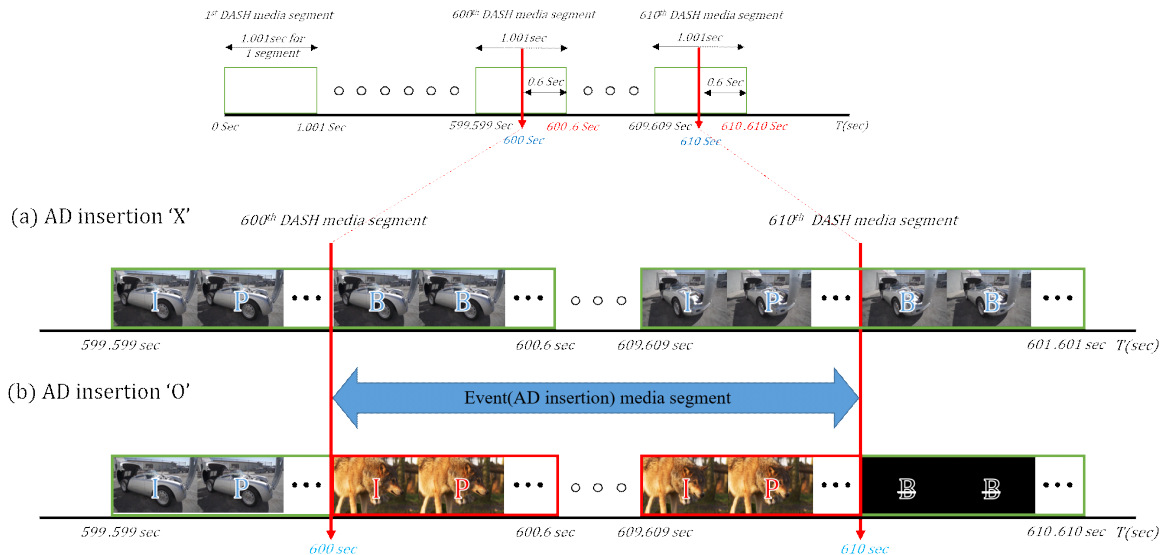 1st DASH media segment
600th DASH media segment
610th DASH media segment
1.001sec for
1 segment
1.001sec
1.001sec
0.6 Sec
0.6 Sec
0 Sec
1.001 Sec
599.599 Sec
600.6 Sec
609.609 Sec
610.610 Sec
T(sec)
600 Sec
610 Sec
(a) AD insertion ‘X’
600th DASH media segment
610th DASH media segment
I P ••• B B ••• I P ••• B B •••
599.599 sec
600.6 sec
609.609 sec
601.601 sec
T(sec)
(b) AD insertion ‘O’
Event(AD insertion) media segment
I P ••• I P ••• I P ••• B B •••
599.599 sec
600.6 sec
609.609 sec
610.610 sec
T(sec)
600 sec
610 sec